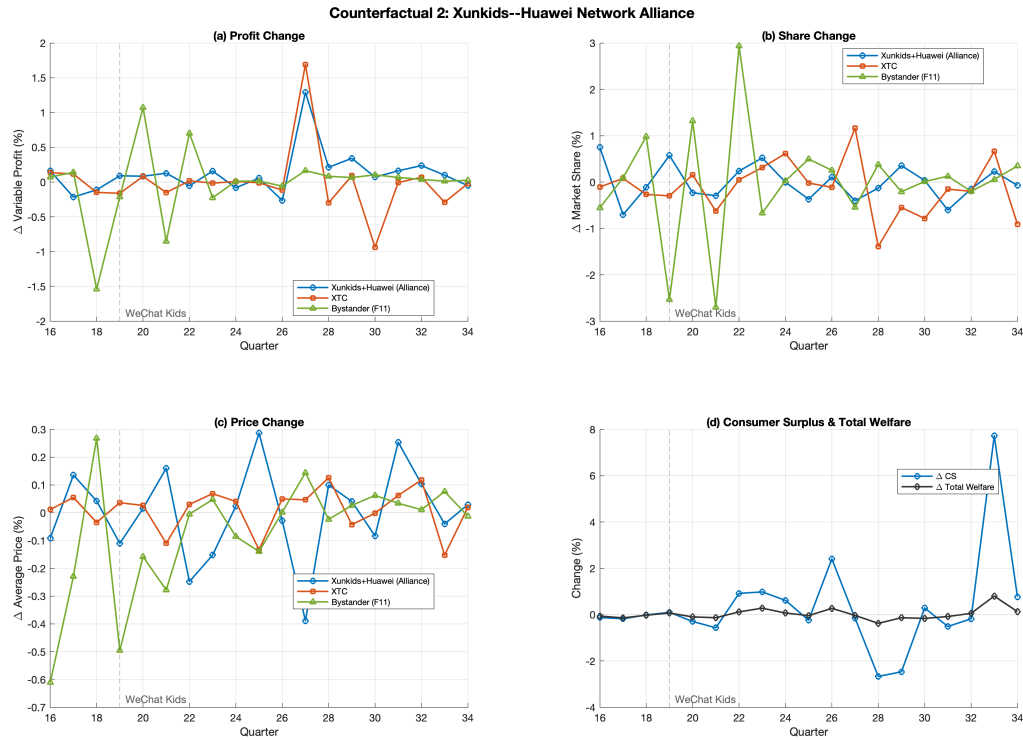 Counterfactual 2: Xunkids--Huawei Network Alliance
(a) Profit Change
Δ Variable Profit (%)
2
1.5
1
0.5
0
-0.5
-1
-1.5
-2
16 18 20 22 24 26 28 30 32 34
Quarter
WeChat Kids
Xunkids+Huawei (Alliance)
XTC
Bystander (F11)
(b) Share Change
Δ Market Share (%)
3
2
1
0
-1
-2
-3
16 18 20 22 24 26 28 30 32 34
Quarter
WeChat Kids
Xunkids+Huawei (Alliance)
XTC
Bystander (F11)
(c) Price Change
Δ Average Price (%)
0.3
0.2
0.1
0
-0.1
-0.2
-0.3
-0.4
-0.5
-0.6
-0.7
16 18 20 22 24 26 28 30 32 34
Quarter
WeChat Kids
Xunkids+Huawei (Alliance)
XTC
Bystander (F11)
(d) Consumer Surplus & Total Welfare
Change (%)
8
6
4
2
0
-2
-4
16 18 20 22 24 26 28 30 32 34
Quarter
WeChat Kids
Δ CS
Δ Total Welfare